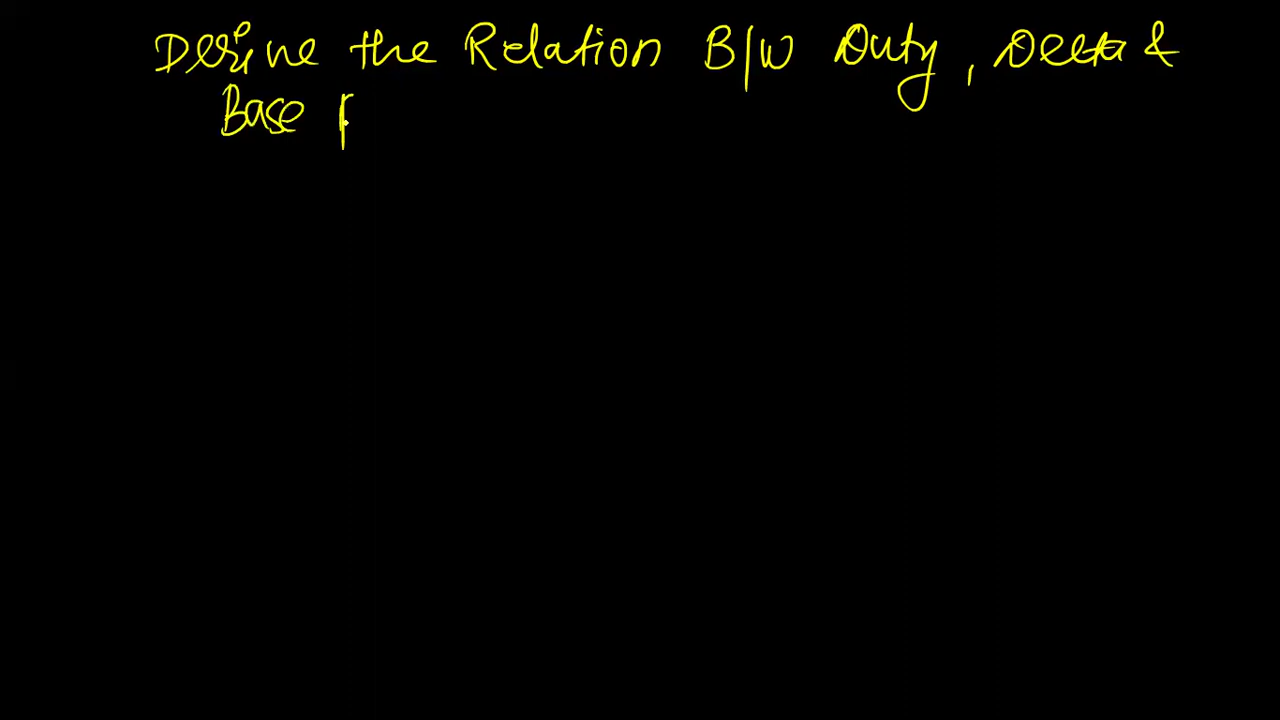 Define the Relation B/W Duty, Delta &
Base P